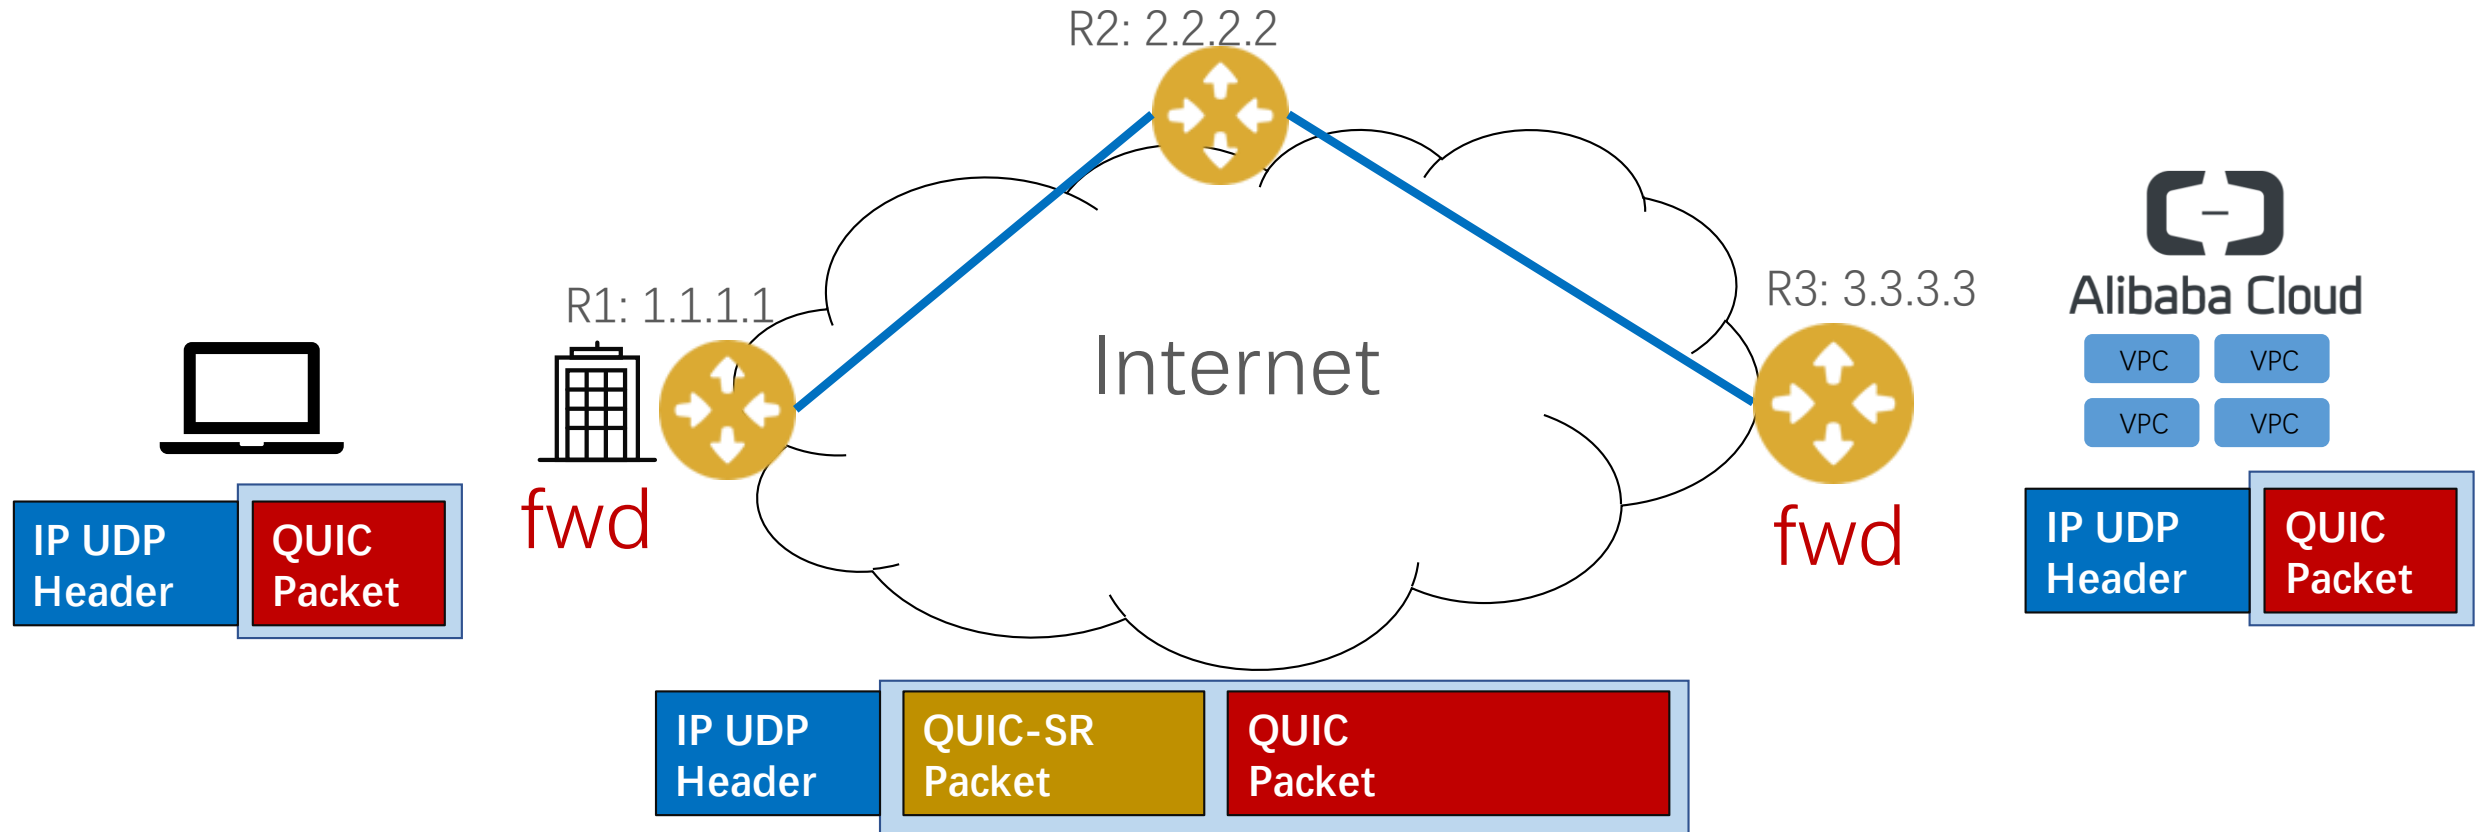 R2: 2.2.2.2
R1: 1.1.1.1
R3: 3.3.3.3
Alibaba Cloud
Internet
VPC VPC
VPC VPC
fwd
fwd
IP UDP
Header
QUIC
Packet
IP UDP
Header
QUIC
Packet
IP UDP
Header
QUIC-SR
Packet
QUIC
Packet